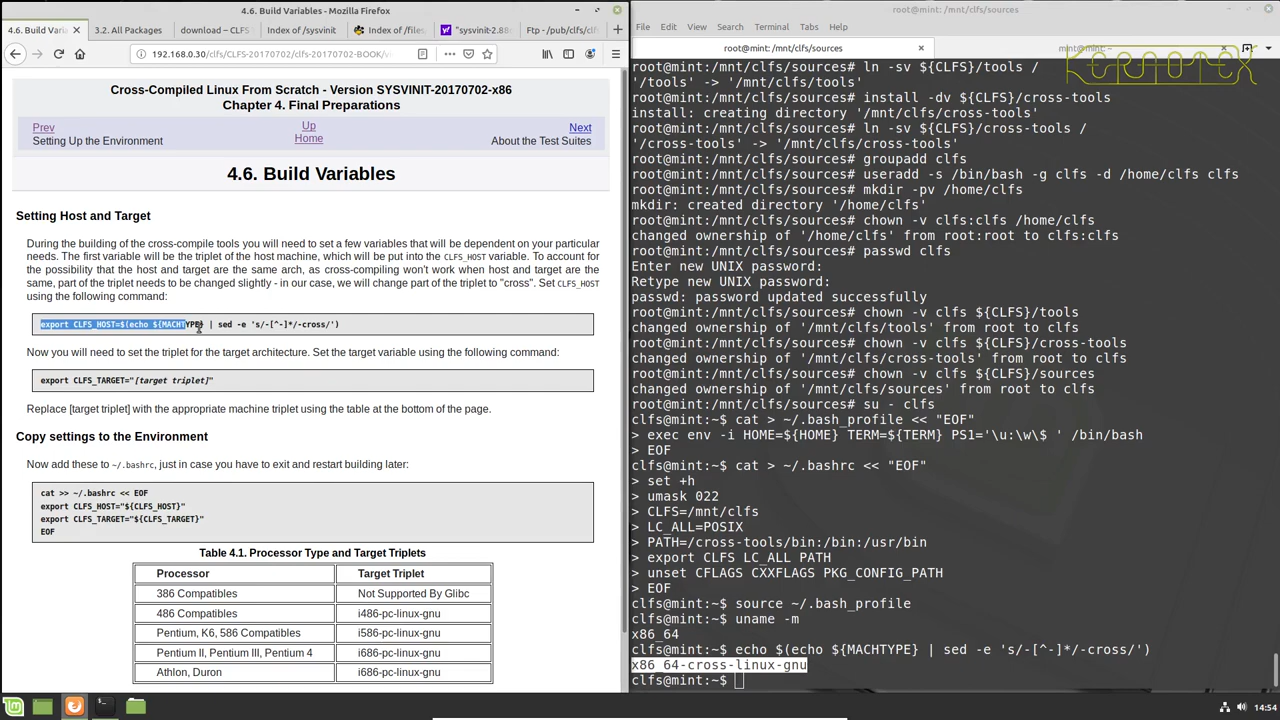 4.6. Build Variables - Mozilla Firefox
4.6. Build Varia
3.2. All Packages
download – CLFS
Index of /sysvinit
Index of /files
"sysvinit-2.88
Ftp - /pub/clfs/
192.168.0.30/clfs/CLFS-20170702/clfs-20170702-BOOK/
Cross-Compiled Linux From Scratch - Version SYSVINIT-20170702-x86
Chapter 4. Final Preparations
Prev
Up
Next
Setting Up the Environment
Home
About the Test Suites
4.6. Build Variables
Setting Host and Target
During the building of the cross-compile tools you will need to set a few variables that will be dependent on your particular
needs. The first variable will be the triplet of the host machine, which will be put into the CLFS_HOST variable. To account for
the possibility that the host and target are the same arch, as cross-compiling won't work when host and target are the
same, part of the triplet needs to be changed slightly - in our case, we will change part of the triplet to "cross". Set CLFS_HOST
using the following command:
export CLFS_HOST=$(echo ${MACHTYPE} | sed -e 's/-[^-]*/-cross/')
Now you will need to set the triplet for the target architecture. Set the target variable using the following command:
export CLFS_TARGET="[target triplet]"
Replace [target triplet] with the appropriate machine triplet using the table at the bottom of the page.
Copy settings to the Environment
Now add these to ~/.bashrc, just in case you have to exit and restart building later:
cat >> ~/.bashrc << EOF
export CLFS_HOST="${CLFS_HOST}"
export CLFS_TARGET="${CLFS_TARGET}"
EOF
Table 4.1. Processor Type and Target Triplets
Processor Target Triplet
386 Compatibles Not Supported By Glibc
486 Compatibles i486-pc-linux-gnu
Pentium, K6, 586 Compatibles i586-pc-linux-gnu
Pentium II, Pentium III, Pentium 4 i686-pc-linux-gnu
Athlon, Duron i686-pc-linux-gnu
root@mint: /mnt/clfs/sources
File Edit View Search Terminal Tabs Help
root@mint: /mnt/clfs/sources
root@mint: ~
KERNOTEX
root@mint:/mnt/clfs/sources# ln -sv ${CLFS}/tools /
'/tools' -> '/mnt/clfs/tools'
root@mint:/mnt/clfs/sources# install -dv ${CLFS}/cross-tools
install: creating directory '/mnt/clfs/cross-tools'
root@mint:/mnt/clfs/sources# ln -sv ${CLFS}/cross-tools /
'/cross-tools' -> '/mnt/clfs/cross-tools'
root@mint:/mnt/clfs/sources# groupadd clfs
root@mint:/mnt/clfs/sources# useradd -s /bin/bash -g clfs -d /home/clfs clfs
root@mint:/mnt/clfs/sources# mkdir -pv /home/clfs
mkdir: created directory '/home/clfs'
root@mint:/mnt/clfs/sources# chown -v clfs:clfs /home/clfs
changed ownership of '/home/clfs' from root:root to clfs:clfs
root@mint:/mnt/clfs/sources# passwd clfs
Enter new UNIX password:
Retype new UNIX password:
passwd: password updated successfully
root@mint:/mnt/clfs/sources# chown -v clfs ${CLFS}/tools
changed ownership of '/mnt/clfs/tools' from root to clfs
root@mint:/mnt/clfs/sources# chown -v clfs ${CLFS}/cross-tools
changed ownership of '/mnt/clfs/cross-tools' from root to clfs
root@mint:/mnt/clfs/sources# chown -v clfs ${CLFS}/sources
changed ownership of '/mnt/clfs/sources' from root to clfs
root@mint:/mnt/clfs/sources# su - clfs
clfs@mint:~$ cat > ~/.bash_profile << "EOF"
> exec env -i HOME=${HOME} TERM=${TERM} PS1='\u:\w\$ ' /bin/bash
> EOF
clfs@mint:~$ cat > ~/.bashrc << "EOF"
> set +h
> umask 022
> CLFS=/mnt/clfs
> LC_ALL=POSIX
> PATH=/cross-tools/bin:/bin:/usr/bin
> export CLFS LC_ALL PATH
> unset CFLAGS CXXFLAGS PKG_CONFIG_PATH
> EOF
clfs@mint:~$ source ~/.bash_profile
clfs@mint:~$ uname -m
x86_64
clfs@mint:~$ echo $(echo ${MACHTYPE} | sed -e 's/-[^-]*/-cross/')
x86_64-cross-linux-gnu
clfs@mint:~$
14:54